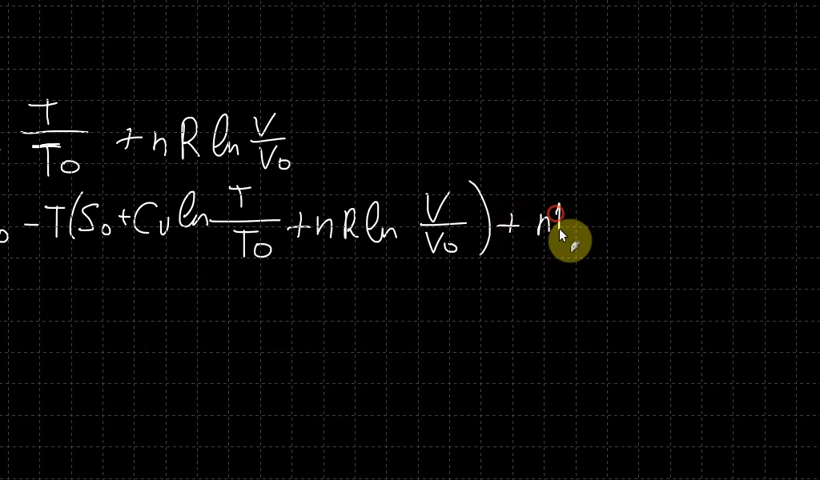 T/T0 + nR ln V/V0
0 - T(S0 + Cv ln T/T0 + nR ln V/V0) + n